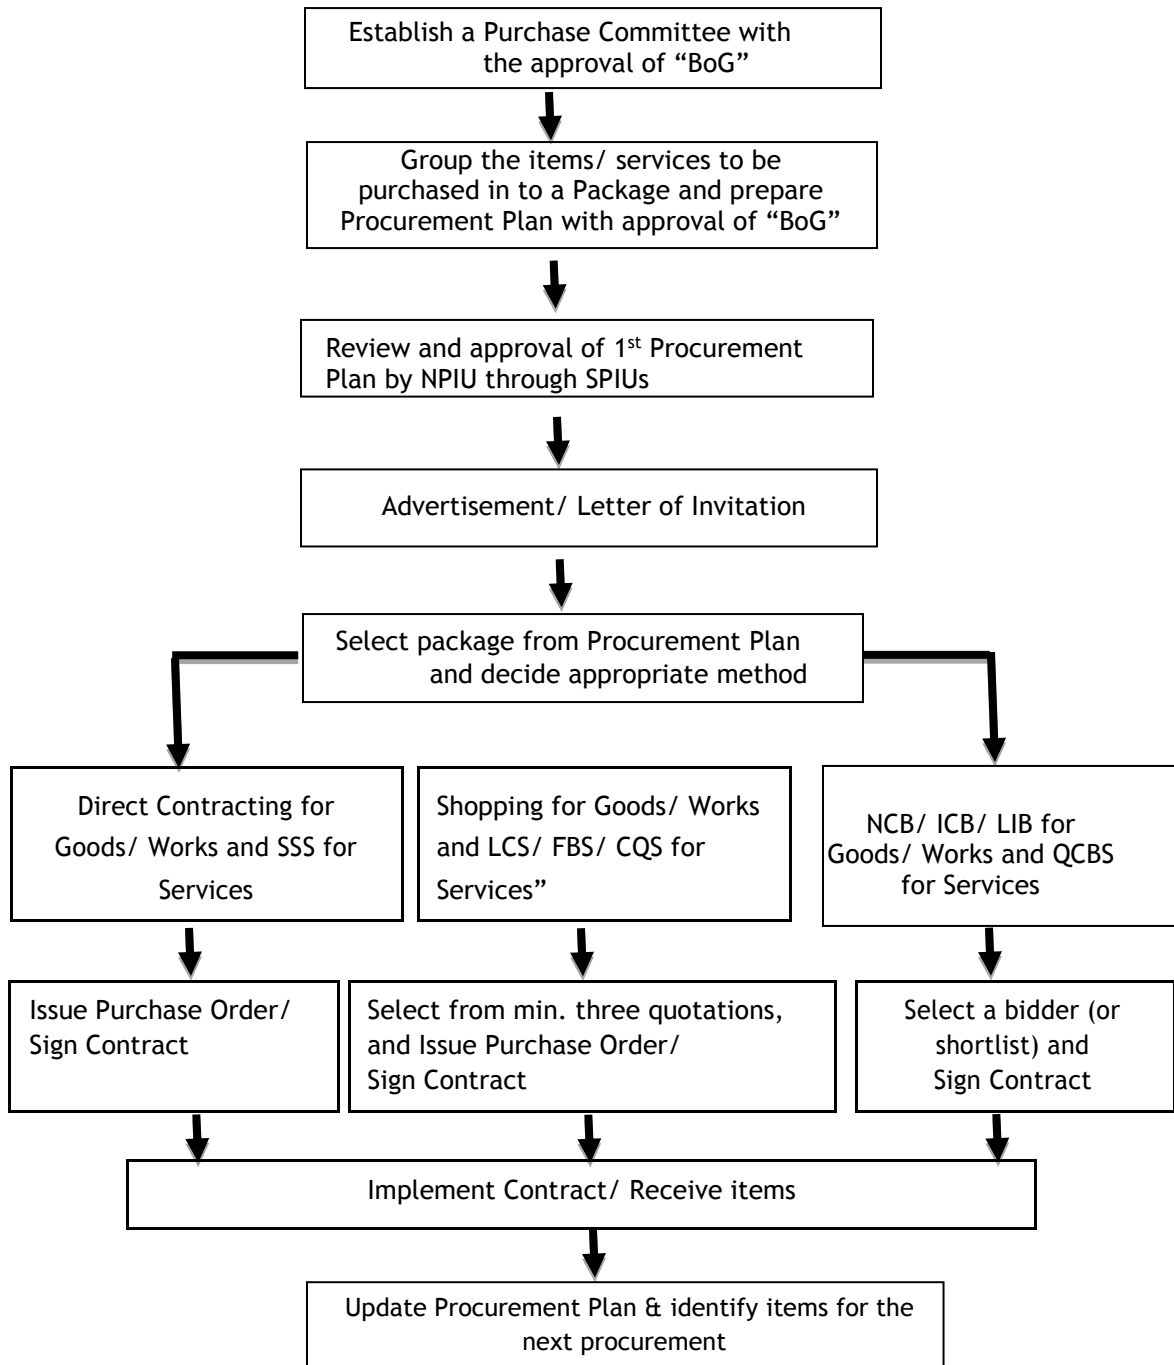 Establish a Purchase Committee with
the approval of “BoG”
Group the items/ services to be
purchased in to a Package and prepare
Procurement Plan with approval of “BoG”
Review and approval of 1st Procurement
Plan by NPIU through SPIUs
Advertisement/ Letter of Invitation
Select package from Procurement Plan
and decide appropriate method
Direct Contracting for
Goods/ Works and SSS for
Services
Shopping for Goods/ Works
and LCS/ FBS/ CQS for
Services”
NCB/ ICB/ LIB for
Goods/ Works and QCBS
for Services
Issue Purchase Order/
Sign Contract
Select from min. three quotations,
and Issue Purchase Order/
Sign Contract
Select a bidder (or
shortlist) and
Sign Contract
Implement Contract/ Receive items
Update Procurement Plan & identify items for the
next procurement